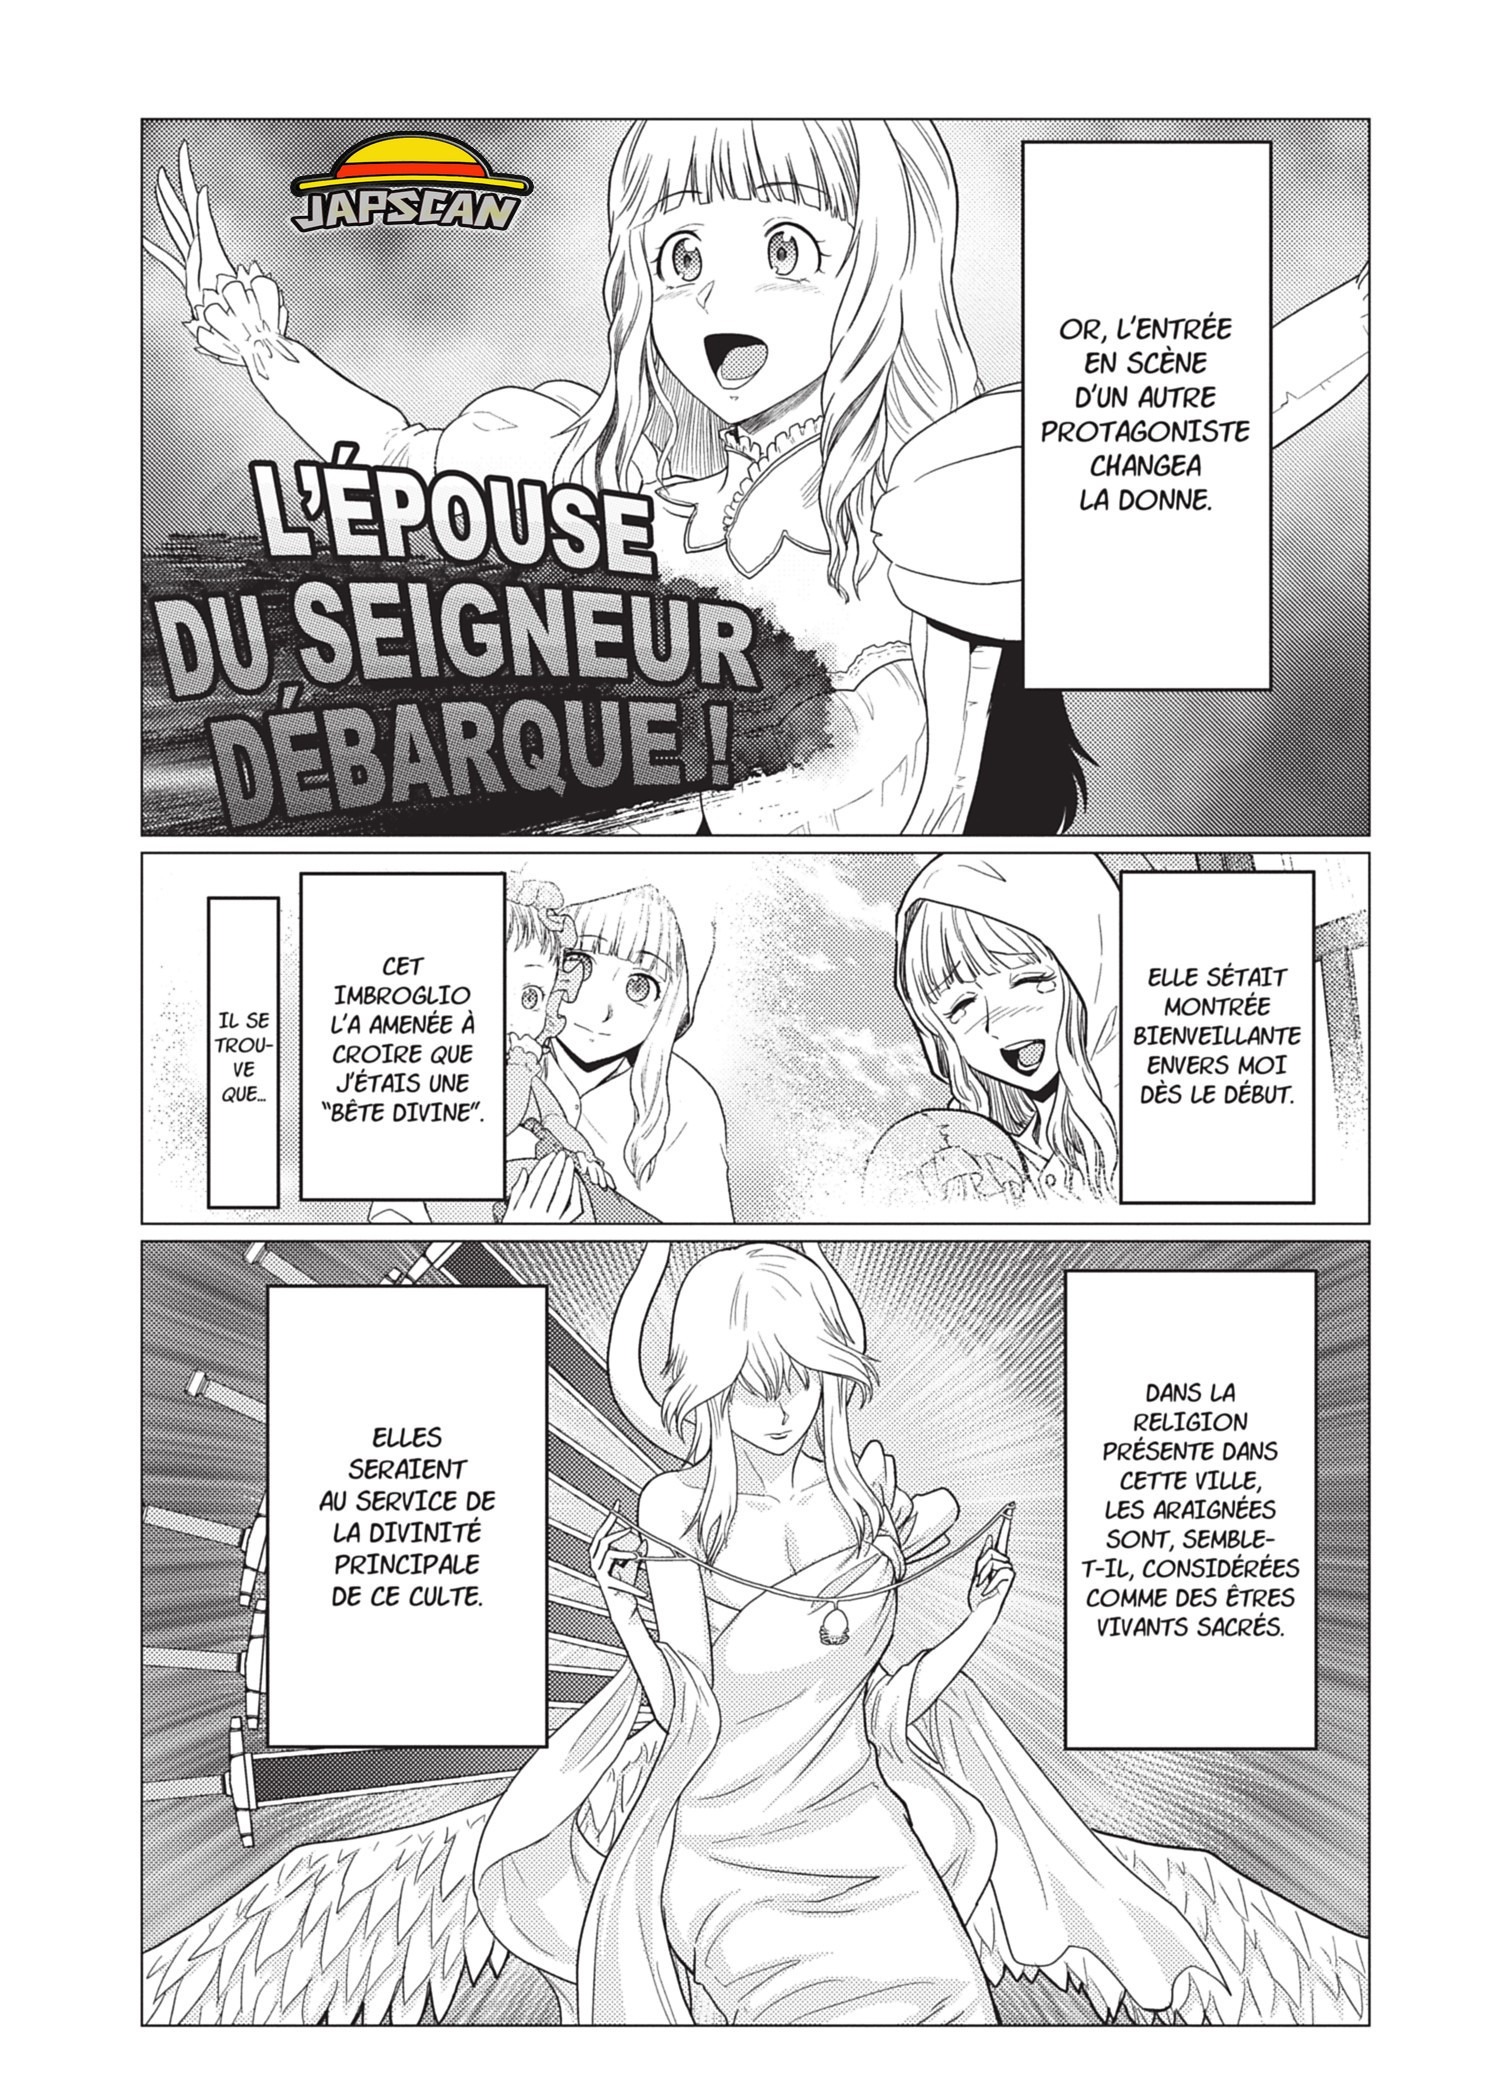 JAPSCAN
OR, L'ENTRÉE
EN SCÈNE
D'UN AUTRE
PROTAGONISTE
CHANGEA
LA DONNE.
L'ÉPOUSE
DU SEIGNEUR
DÉBARQUE !
ELLE SÉTAIT
MONTRÉE
BIENVEILLANTE
ENVERS MOI
DÈS LE DÉBUT.
CET
IMBROGLIO
L'A AMENÉE À
CROIRE QUE
J'ÉTAIS UNE
"BÊTE DIVINE".
IL SE
TROU-
VE
QUE...
DANS LA
RELIGION
PRÉSENTE DANS
CETTE VILLE,
LES ARAIGNÉES
SONT, SEMBLE-
T-IL, CONSIDÉRÉES
COMME DES ÊTRES
VIVANTS SACRÉS.
ELLES
SERAIENT
AU SERVICE DE
LA DIVINITÉ
PRINCIPALE
DE CE CULTE.